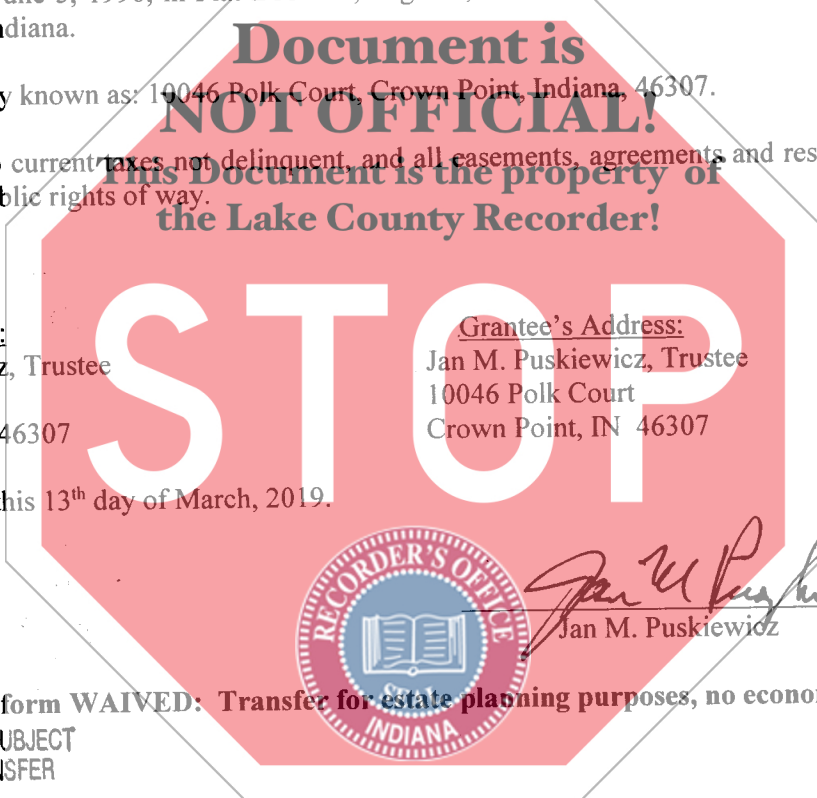 ndiana.
Document is
y known as: 10046 Polk Court, Crown Point, Indiana, 46307.
NOT OFFICIAL!
current taxes not delinquent, and all easements, agreements and res
This Document is the property of
blic rights of way.
the Lake County Recorder!
STOP
:
z, Trustee
46307
Grantee's Address:
Jan M. Puskiewicz, Trustee
10046 Polk Court
Crown Point, IN 46307
his 13th day of March, 2019.
RECORDER'S OFFICE
SEAL
INDIANA
Jan M. Puskiewicz
form WAIVED: Transfer for estate planning purposes, no econo
UBJECT
NSFER